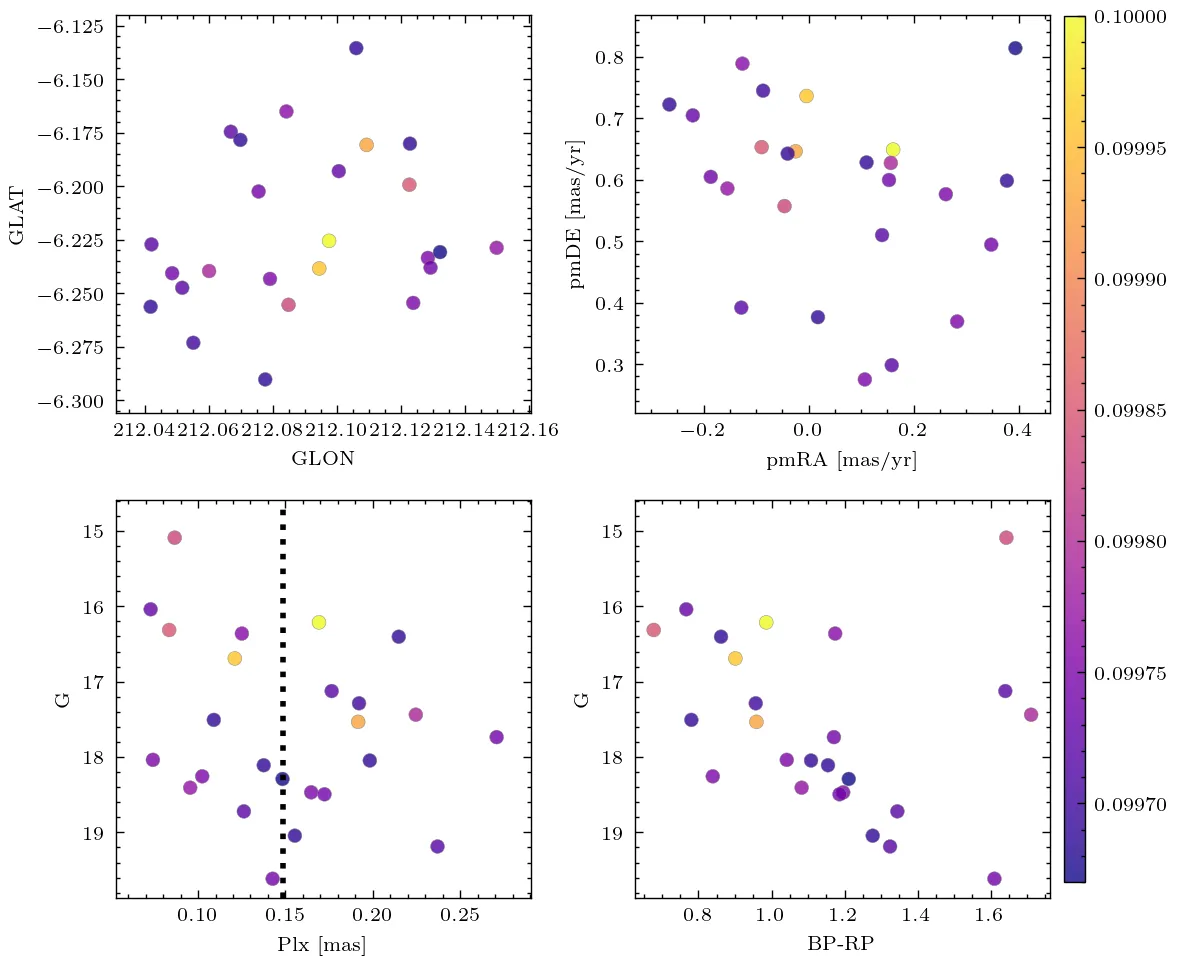 −6.125
−6.150
−6.175
−6.200
−6.225
−6.250
−6.275
−6.300
GLAT
212.04 212.06 212.08 212.10 212.12 212.14 212.16
GLON
0.8
0.7
0.6
0.5
0.4
0.3
pmDE [mas/yr]
−0.2 0.0 0.2 0.4
pmRA [mas/yr]
15
16
17
18
19
G
0.10 0.15 0.20 0.25
Plx [mas]
15
16
17
18
19
G
0.8 1.0 1.2 1.4 1.6
BP-RP
0.10000
0.09995
0.09990
0.09985
0.09980
0.09975
0.09970